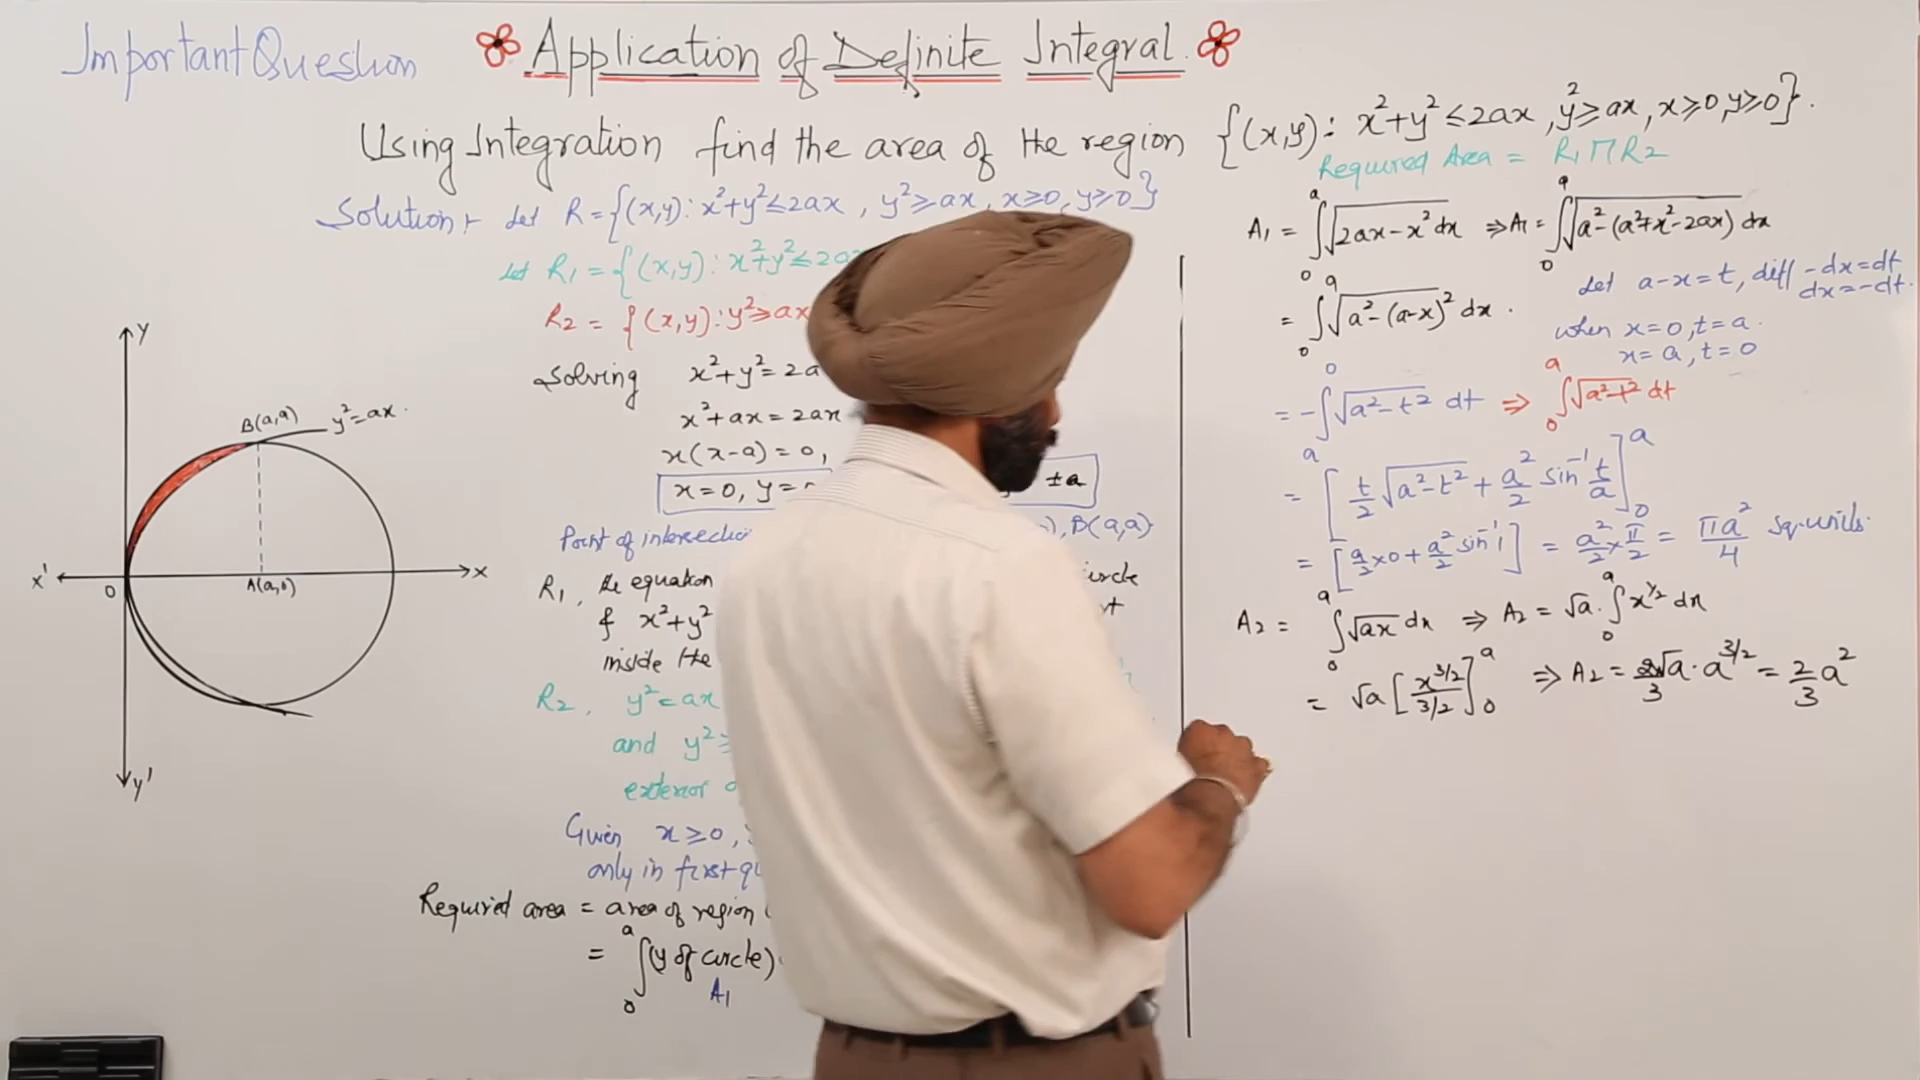 Important Question
Application of Definite Integral.
Using Integration find the area of the region {(x,y): x²+y²≤2ax, y²≥ax, x≥0, y≥0}.
Solution:- Let R={(x,y): x²+y²≤2ax, y²≥ax, x≥0, y≥0}
Let R₁={(x,y): x²+y²≤2a
R₂ = {(x,y): y²≥ax
Solving x²+y²=2a
x²+ax=2ax
x(x-a)=0,
x=0, y= ±a
Point of intersectio ), B(a,a)
R₁, the equation circle
& x²+y²
inside the
R₂, y²=ax
and y²≥
exterior o
Given x≥0,
only in first qu
Required area = area of region
= ∫₀ᵃ (y of circle)
A₁
y
B(a,a)
y²=ax.
x'
O
A(a,0)
x
y'
Required Area = R₁∩R₂
A₁ = ∫₀ᵃ √(2ax-x²) dx ⇒ A₁ = ∫₀ᵃ √(a²-(a²+x²-2ax)) dx
Let a-x=t, diff -dx=dt
dx=-dt.
= ∫₀ᵃ √(a²-(a-x)²) dx.
when x=0, t=a.
x=a, t=0
= -∫ₐ⁰ √(a²-t²) dt ⇒ ∫₀ᵃ √(a²-t²) dt
= [t/2 √(a²-t²) + a²/2 sin⁻¹ t/a]₀ᵃ
= [a/2×0 + a²/2 sin⁻¹1] = a²/2 × π/2 = πa²/4 sq. units.
A₂ = ∫₀ᵃ √ax dx ⇒ A₂ = √a. ∫₀ᵃ x^(1/2) dx
= √a [x^(3/2)/(3/2)]₀ᵃ ⇒ A₂ = 2√a/3 · a^(3/2) = 2/3 a²